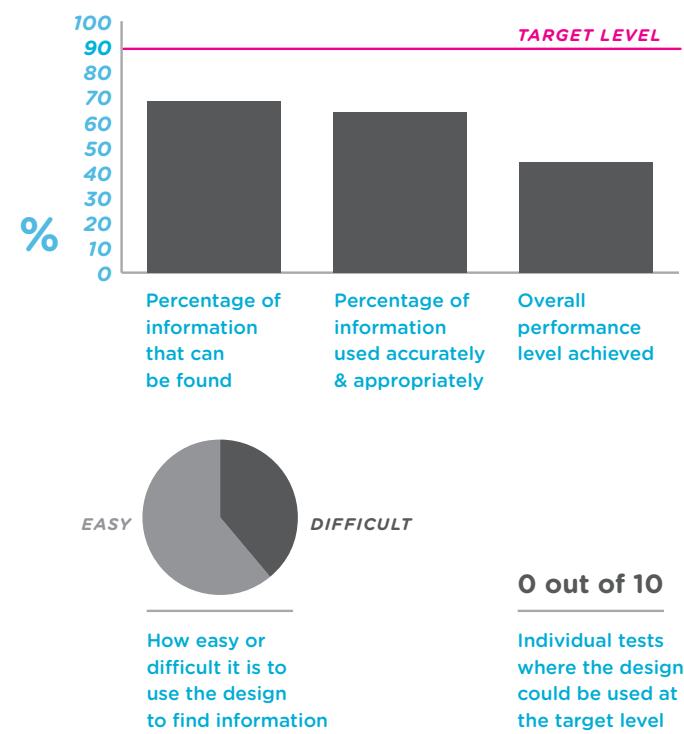 100
TARGET LEVEL
90
80
70
60
50
40
30
20
%
10
0
Percentage of
information
that can
be found
Percentage of
information
used accurately
& appropriately
Overall
performance
level achieved
EASY
DIFFICULT
How easy or
difficult it is to
use the design
to find information
0 out of 10
Individual tests
where the design
could be used at
the target level